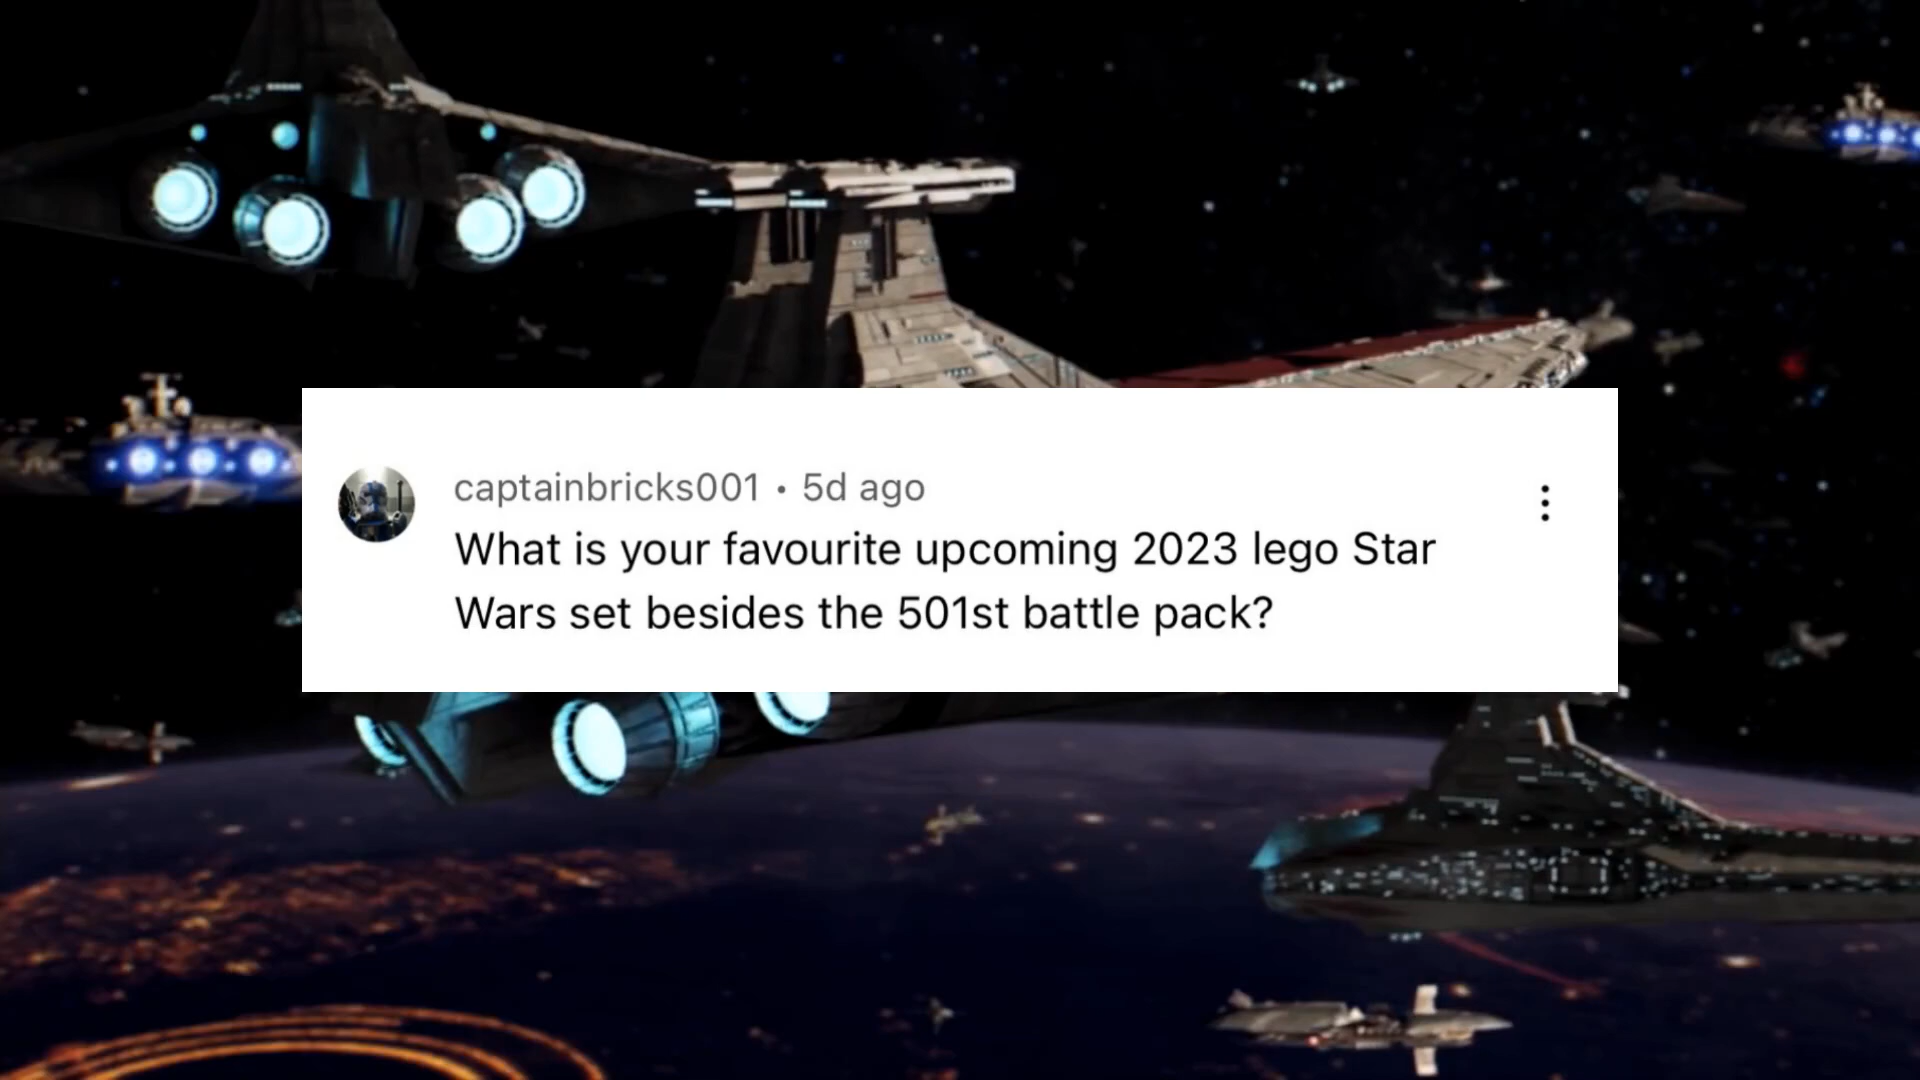 captainbricks001 • 5d ago
What is your favourite upcoming 2023 lego Star
Wars set besides the 501st battle pack?